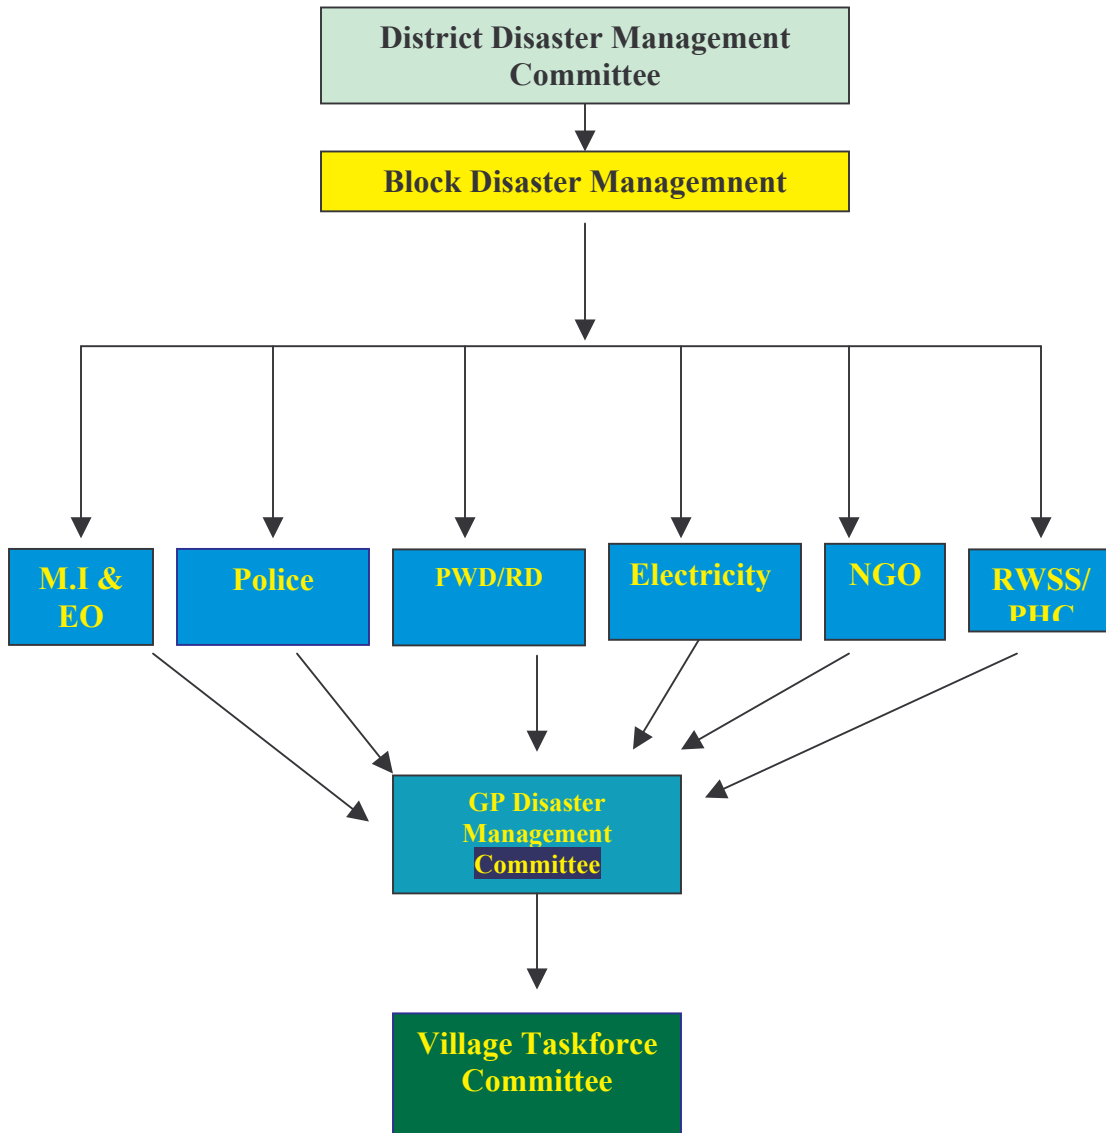 District Disaster Management
Committee
Block Disaster Managemnent
M.I &
EO
Police
PWD/RD
Electricity
NGO
RWSS/
PHC
GP Disaster
Management
Committee
Village Taskforce
Committee